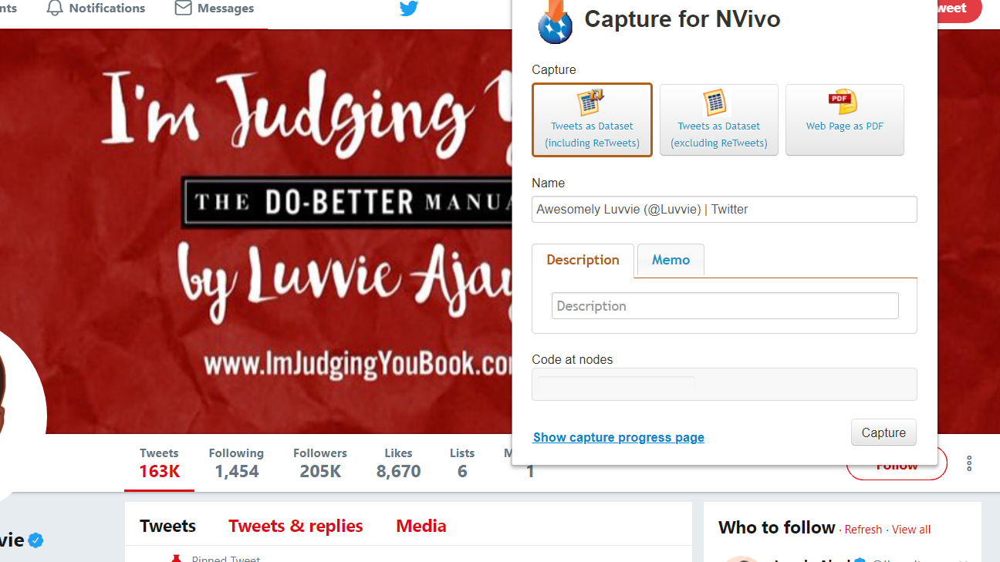 Notifications
Messages
I'm Judging
THE DO-BETTER MANUA
by Luvvie Ajay
www.ImJudgingYouBook.co
Capture for NVivo
weet
Capture
Tweets as Dataset
(including ReTweets)
Tweets as Dataset
(excluding ReTweets)
PDF
Web Page as PDF
Name
Awesomely Luvvie (@Luvvie) | Twitter
Description
Memo
Description
Code at nodes
Show capture progress page
Capture
Tweets
163K
Following
1,454
Followers
205K
Likes
8,670
Lists
6
M
1
Follow
vie
Tweets
Tweets & replies
Media
Pinned Tweet
Who to follow · Refresh · View all